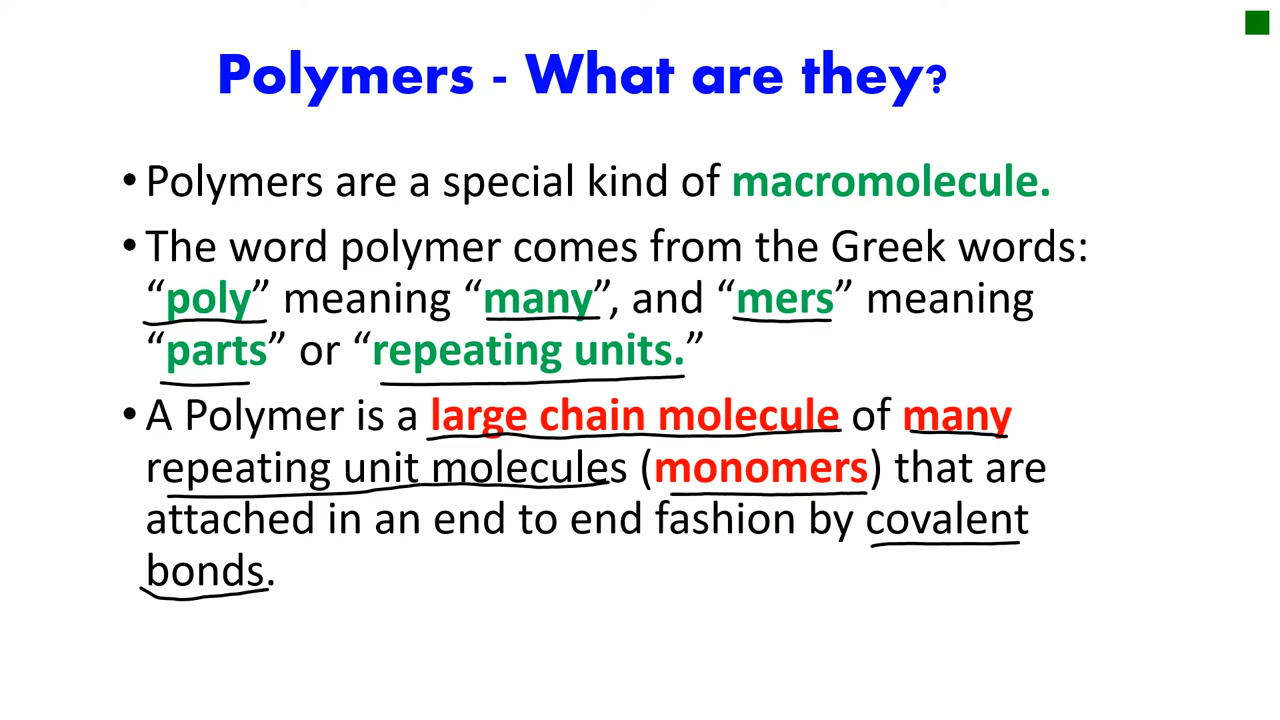 Polymers - What are they?
• Polymers are a special kind of macromolecule.
• The word polymer comes from the Greek words:
“poly” meaning “many”, and “mers” meaning
“parts” or “repeating units.”
• A Polymer is a large chain molecule of many
repeating unit molecules (monomers) that are
attached in an end to end fashion by covalent
bonds.